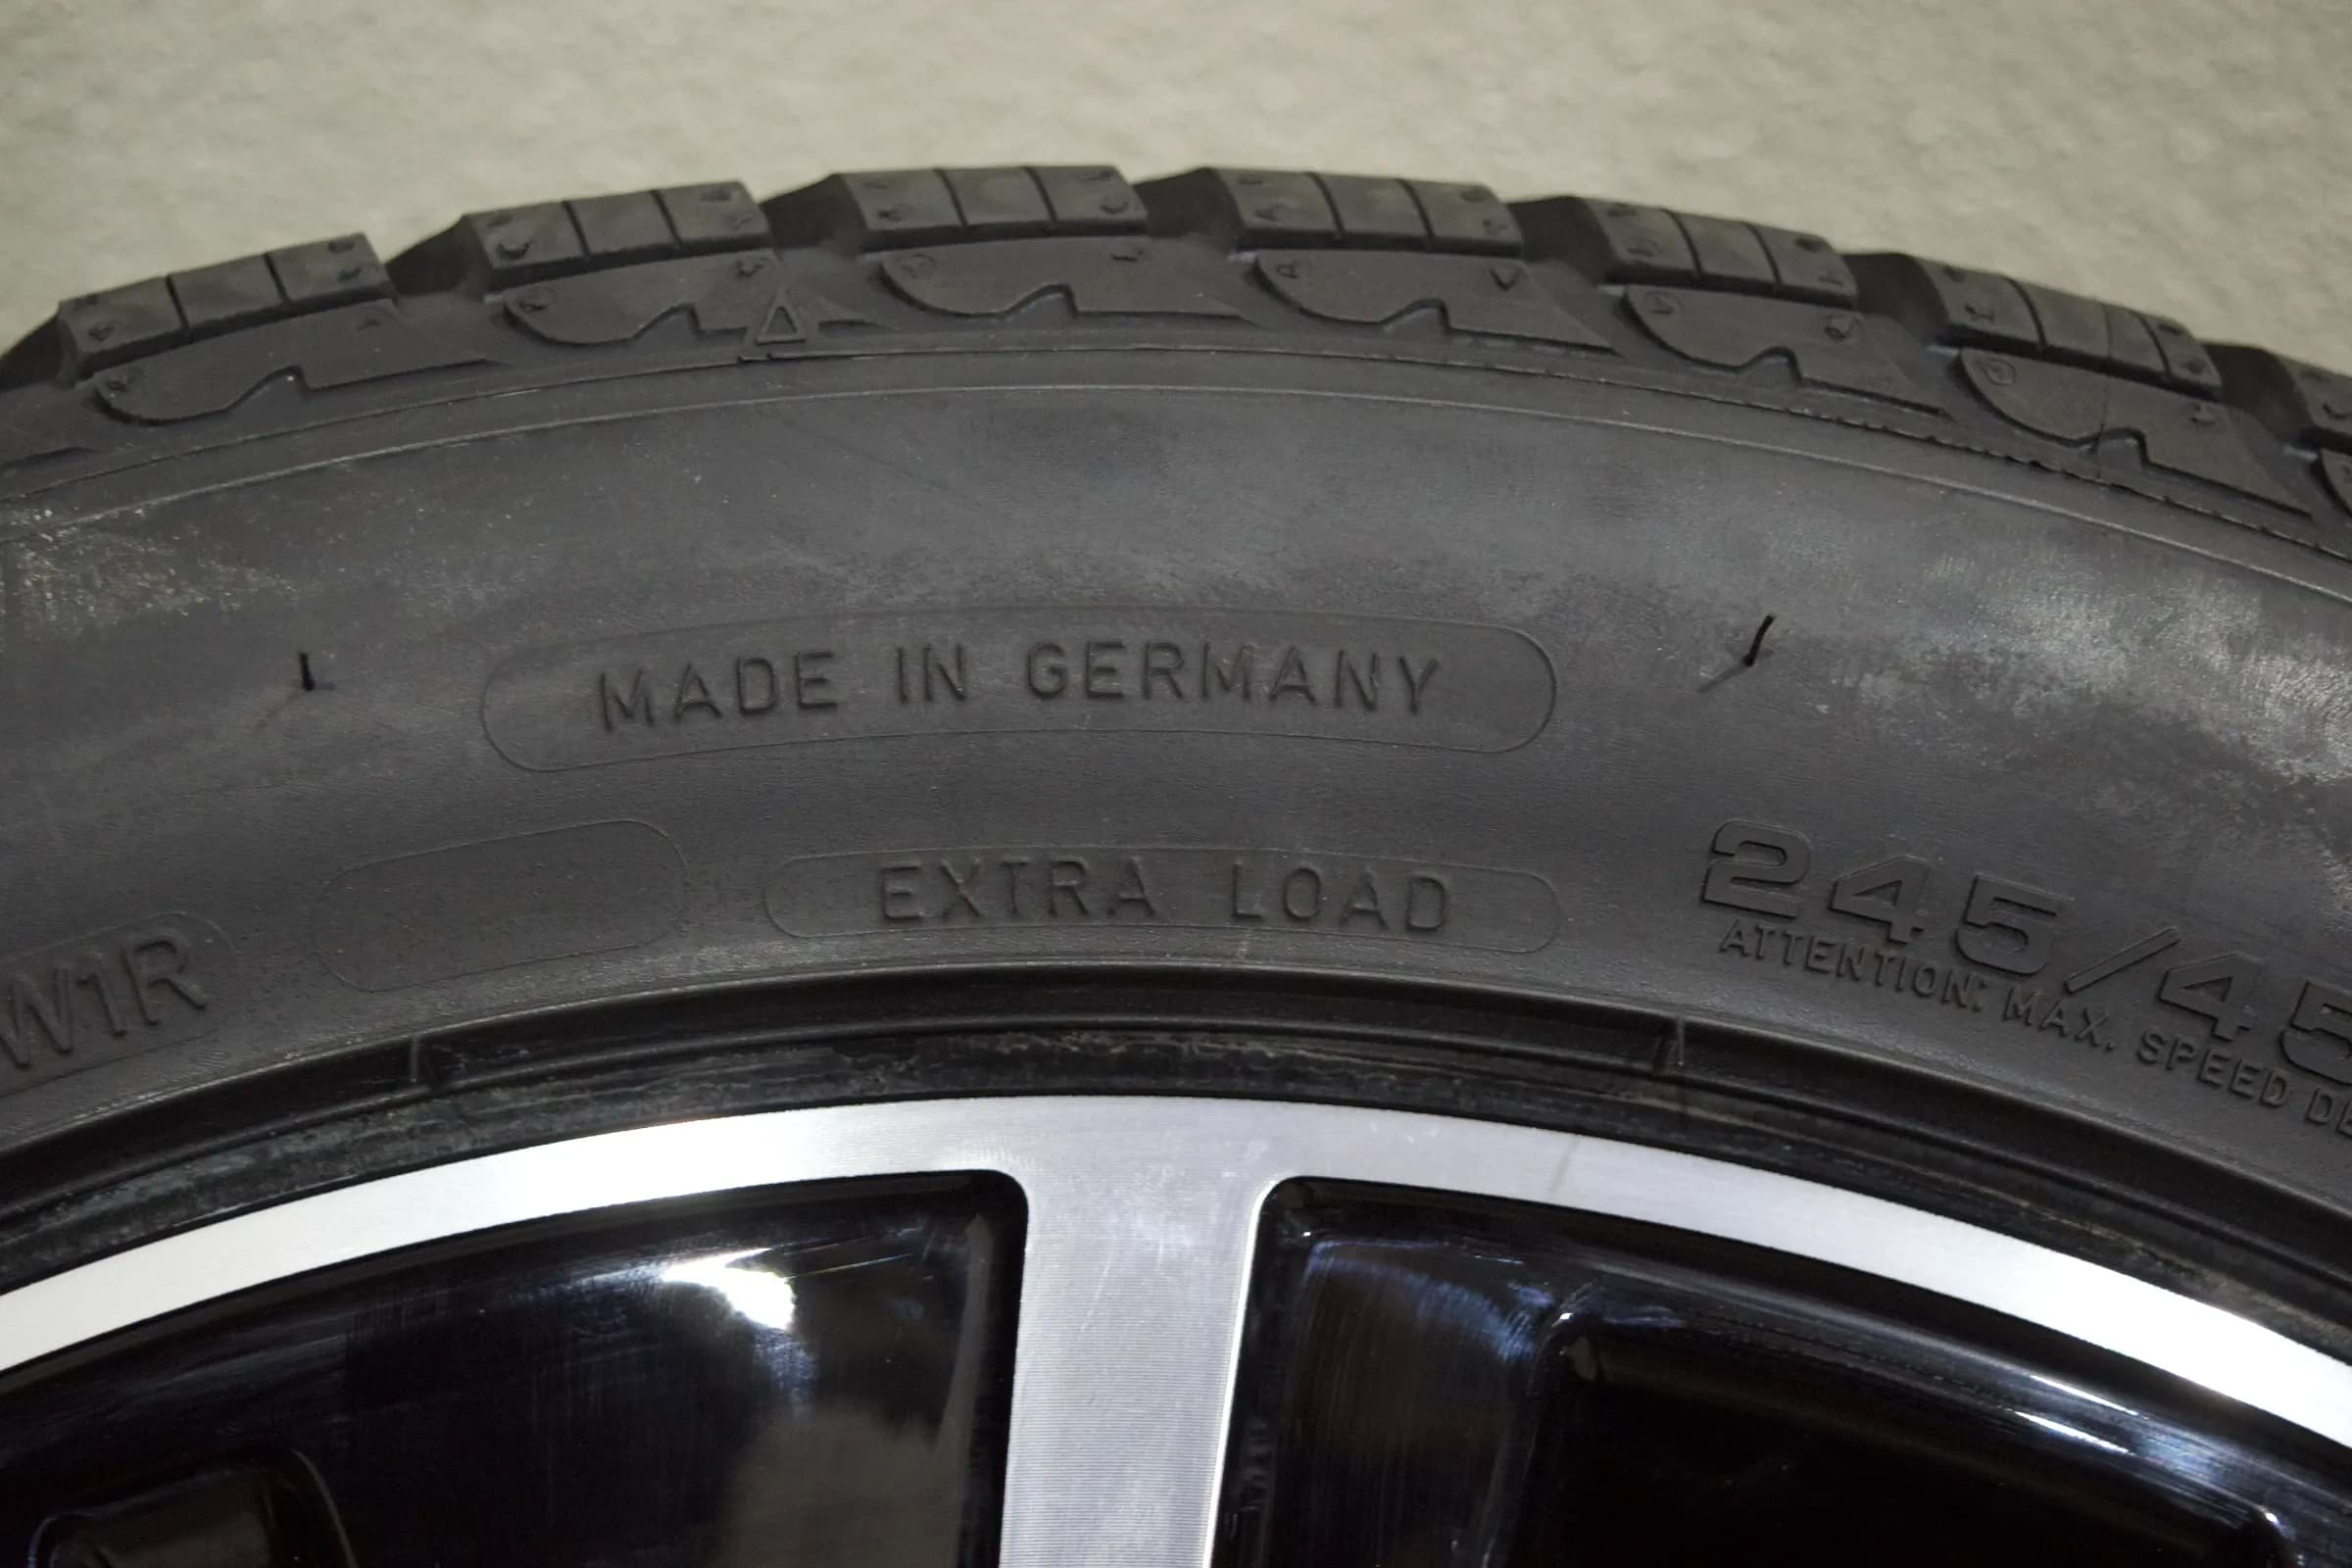 MADE IN GERMANY
EXTRA LOAD
W1R
245/45
ATTENTION: MAX. SPEED